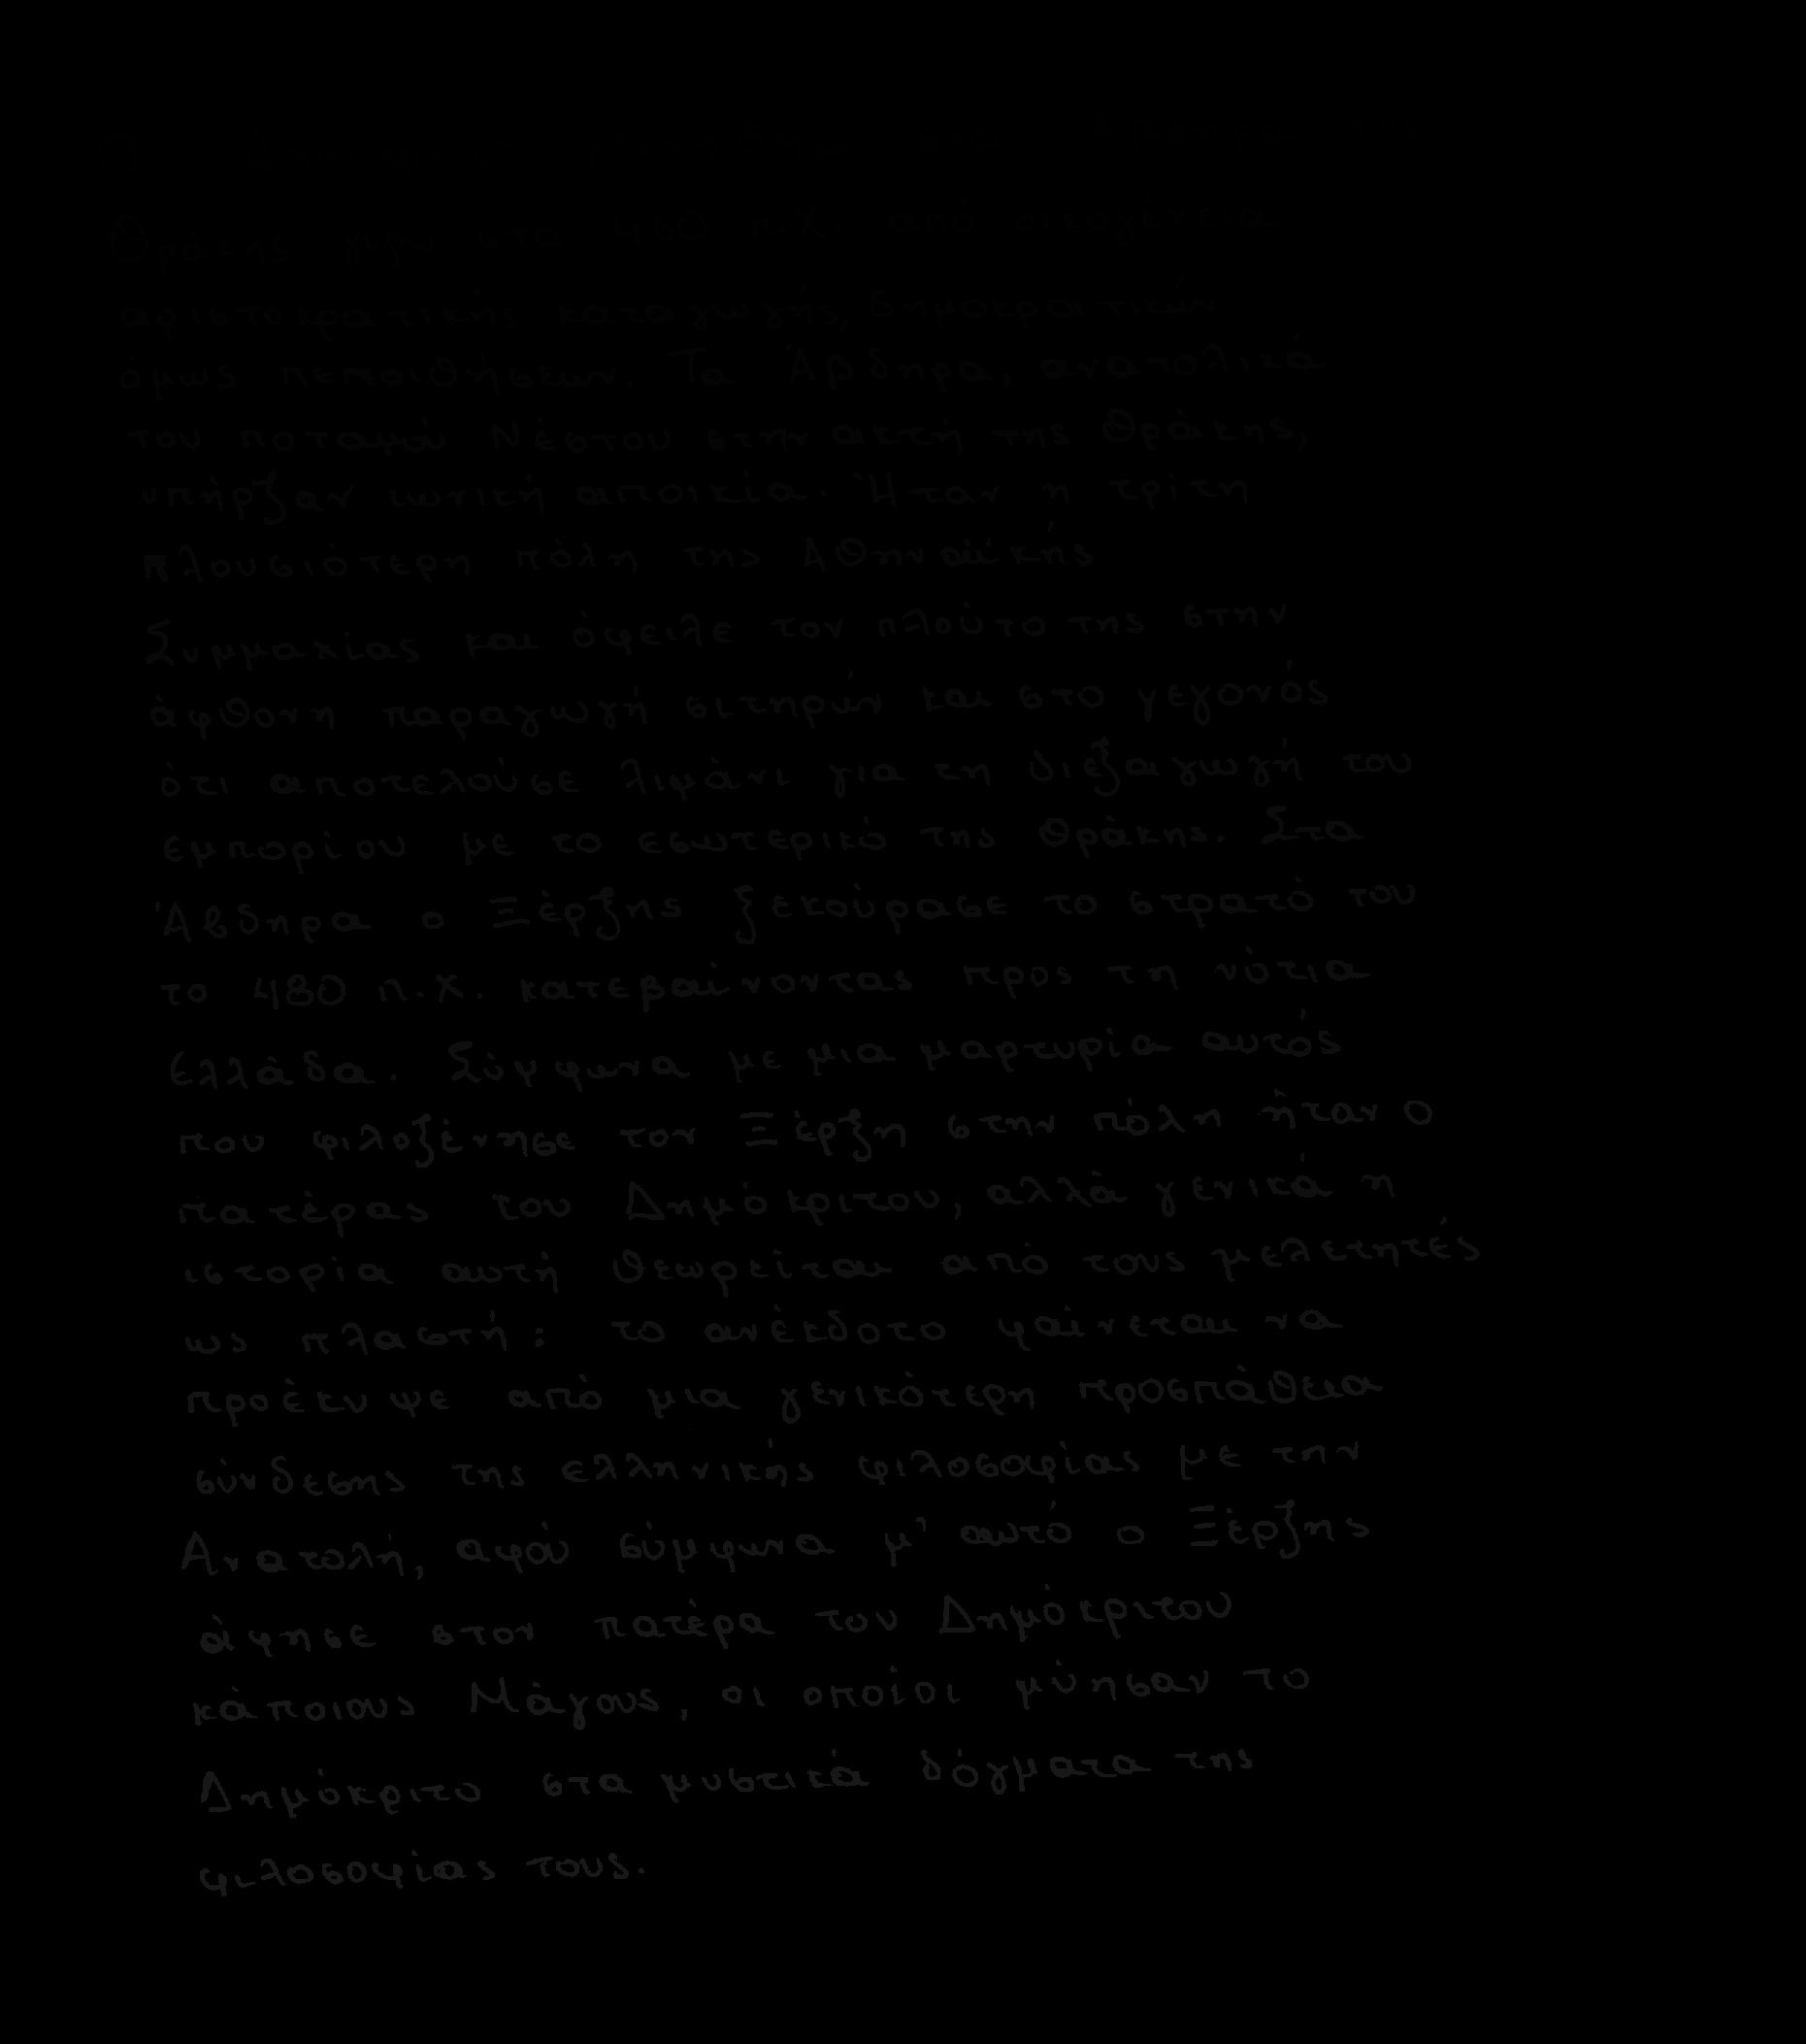 Ο Δημόκριτος γεννήθηκε στα Άβδηρα της
Θράκης γύρω στα 460 π.Χ. από οικογένεια
αριστοκρατικής καταγωγής, δημοκρατικών
όμως πεποιθήσεων. Τα Άβδηρα, ανατολικά
του ποταμού Νέστου στην ακτή της Θράκης,
υπήρξαν ιωνική αποικία. Ήταν η τρίτη
πλουσιότερη πόλη της Αθηναϊκής
Συμμαχίας και όφειλε τον πλούτο της στην
άφθονη παραγωγή σιτηρών και στο γεγονός
ότι αποτελούσε λιμάνι για τη διεξαγωγή του
εμπορίου με το εσωτερικό της Θράκης. Στα
Άβδηρα ο Ξέρξης ξεκούρασε το στρατό του
το 480 π.Χ. κατεβαίνοντας προς τη νότια
Ελλάδα. Σύμφωνα με μια μαρτυρία αυτός
που φιλοξένησε τον Ξέρξη στην πόλη ήταν ο
πατέρας του Δημόκριτου, αλλά γενικά η
ιστορία αυτή θεωρείται από τους μελετητές
ως πλαστή: το ανέκδοτο φαίνεται να
προέκυψε από μια γενικότερη προσπάθεια
σύνδεσης της ελληνικής φιλοσοφίας με την
Ανατολή, αφού σύμφωνα μ' αυτό ο Ξέρξης
άφησε στον πατέρα του Δημόκριτου
κάποιους Μάγους, οι οποίοι μύησαν το
Δημόκριτο στα μυστικά δόγματα της
φιλοσοφίας τους.